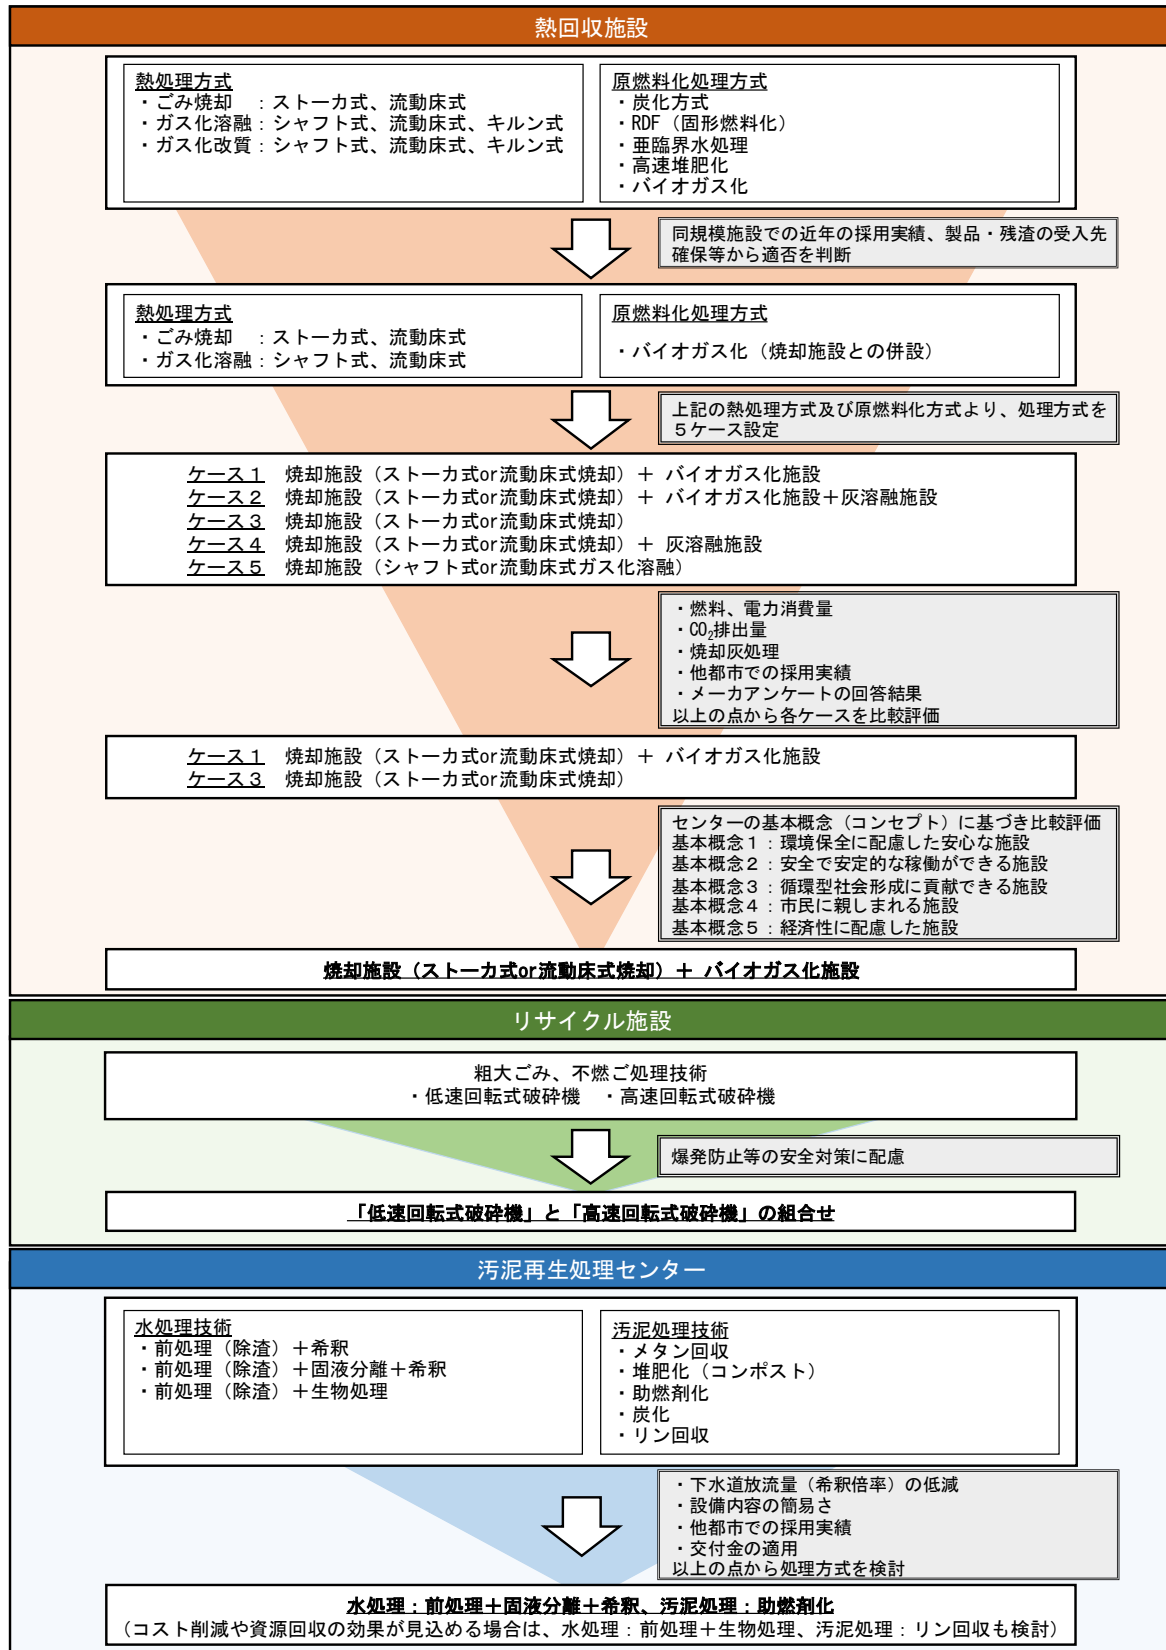 熱回収施設
熱処理方式
・ごみ焼却　：ストーカ式、流動床式
・ガス化溶融：シャフト式、流動床式、キルン式
・ガス化改質：シャフト式、流動床式、キルン式
原燃料化処理方式
・炭化方式
・RDF（固形燃料化）
・亜臨界水処理
・高速堆肥化
・バイオガス化
同規模施設での近年の採用実績、製品・残渣の受入先
確保等から適否を判断
熱処理方式
・ごみ焼却　：ストーカ式、流動床式
・ガス化溶融：シャフト式、流動床式
原燃料化処理方式
・バイオガス化（焼却施設との併設）
上記の熱処理方式及び原燃料化方式より、処理方式を
５ケース設定
ケース１　焼却施設（ストーカ式or流動床式焼却）＋ バイオガス化施設
ケース２　焼却施設（ストーカ式or流動床式焼却）＋ バイオガス化施設＋灰溶融施設
ケース３　焼却施設（ストーカ式or流動床式焼却）
ケース４　焼却施設（ストーカ式or流動床式焼却）＋ 灰溶融施設
ケース５　焼却施設（シャフト式or流動床式ガス化溶融）
・燃料、電力消費量
・CO₂排出量
・焼却灰処理
・他都市での採用実績
・メーカアンケートの回答結果
以上の点から各ケースを比較評価
ケース１　焼却施設（ストーカ式or流動床式焼却）＋ バイオガス化施設
ケース３　焼却施設（ストーカ式or流動床式焼却）
センターの基本概念（コンセプト）に基づき比較評価
基本概念１：環境保全に配慮した安心な施設
基本概念２：安全で安定的な稼働ができる施設
基本概念３：循環型社会形成に貢献できる施設
基本概念４：市民に親しまれる施設
基本概念５：経済性に配慮した施設
焼却施設（ストーカ式or流動床式焼却）＋ バイオガス化施設
リサイクル施設
粗大ごみ、不燃ご処理技術
・低速回転式破砕機　・高速回転式破砕機
爆発防止等の安全対策に配慮
「低速回転式破砕機」と「高速回転式破砕機」の組合せ
汚泥再生処理センター
水処理技術
・前処理（除渣）＋希釈
・前処理（除渣）＋固液分離＋希釈
・前処理（除渣）＋生物処理
汚泥処理技術
・メタン回収
・堆肥化（コンポスト）
・助燃剤化
・炭化
・リン回収
・下水道放流量（希釈倍率）の低減
・設備内容の簡易さ
・他都市での採用実績
・交付金の適用
以上の点から処理方式を検討
水処理：前処理＋固液分離＋希釈、汚泥処理：助燃剤化
（コスト削減や資源回収の効果が見込める場合は、水処理：前処理＋生物処理、汚泥処理：リン回収も検討）